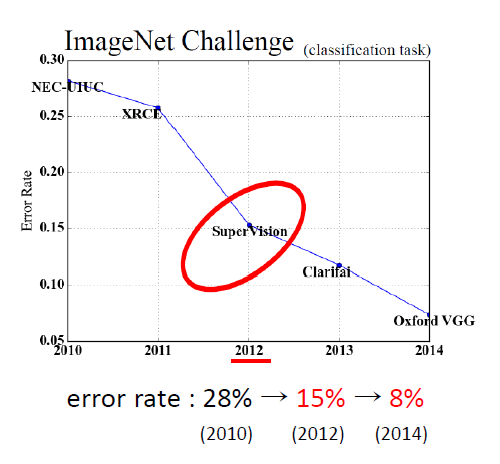 ImageNet Challenge (classification task)
0.30
NEC-UIUC
0.25
XRCE
0.20
Error Rate
0.15
SuperVision
Clarifai
0.10
Oxford VGG
0.05
2010 2011 2012 2013 2014
error rate : 28% → 15% → 8%
(2010) (2012) (2014)